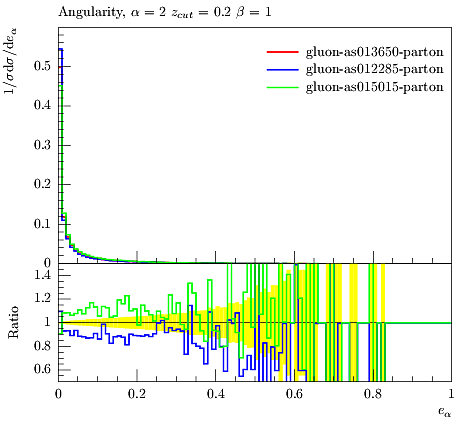 Angularity, α = 2 z_cut = 0.2 β = 1
1/σ dσ/de_α
gluon-as013650-parton
gluon-as012285-parton
gluon-as015015-parton
0.5
0.4
0.3
0.2
0.1
0
Ratio
1.4
1.2
1
0.8
0.6
0 0.2 0.4 0.6 0.8 1
e_α